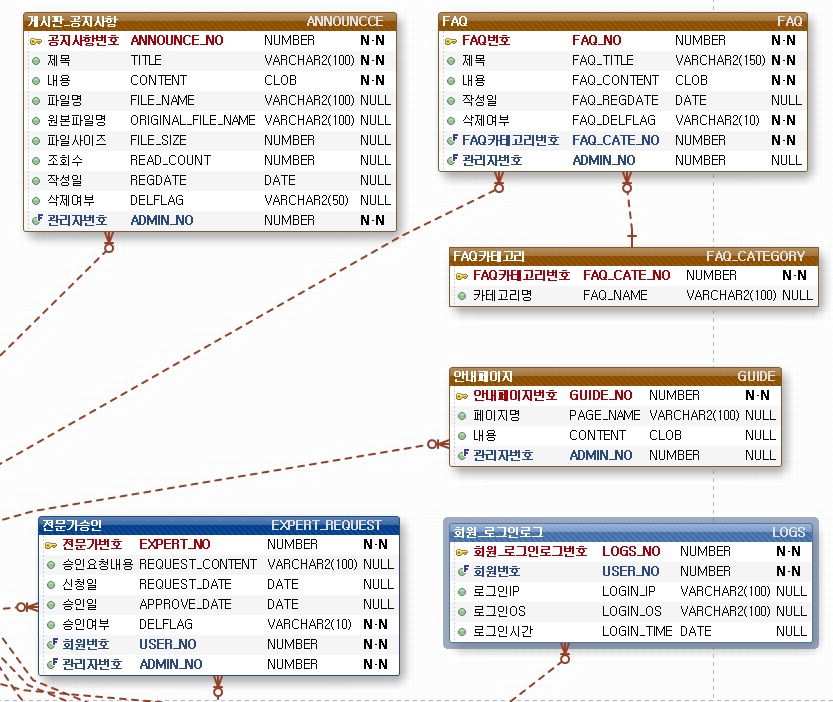 게시판_공지사항 ANNOUNCCE
공지사항번호 ANNOUNCE_NO NUMBER N-N
제목 TITLE VARCHAR2(100) N-N
내용 CONTENT CLOB N-N
파일명 FILE_NAME VARCHAR2(100) NULL
원본파일명 ORIGINAL_FILE_NAME VARCHAR2(100) NULL
파일사이즈 FILE_SIZE NUMBER NULL
조회수 READ_COUNT NUMBER NULL
작성일 REGDATE DATE NULL
삭제여부 DELFLAG VARCHAR2(50) NULL
관리자번호 ADMIN_NO NUMBER N-N
FAQ FAQ
FAQ번호 FAQ_NO NUMBER N-N
제목 FAQ_TITLE VARCHAR2(150) N-N
내용 FAQ_CONTENT CLOB N-N
작성일 FAQ_REGDATE DATE NULL
삭제여부 FAQ_DELFLAG VARCHAR2(10) N-N
FAQ카테고리번호 FAQ_CATE_NO NUMBER N-N
관리자번호 ADMIN_NO NUMBER NULL
FAQ카테고리 FAQ_CATEGORY
FAQ카테고리번호 FAQ_CATE_NO NUMBER N-N
카테고리명 FAQ_NAME VARCHAR2(100) NULL
안내페이지 GUIDE
안내페이지번호 GUIDE_NO NUMBER N-N
페이지명 PAGE_NAME VARCHAR2(100) NULL
내용 CONTENT CLOB NULL
관리자번호 ADMIN_NO NUMBER NULL
전문가승인 EXPERT_REQUEST
전문가번호 EXPERT_NO NUMBER N-N
승인요청내용 REQUEST_CONTENT VARCHAR2(100) NULL
신청일 REQUEST_DATE DATE NULL
승인일 APPROVE_DATE DATE NULL
승인여부 DELFLAG VARCHAR2(10) N-N
회원번호 USER_NO NUMBER N-N
관리자번호 ADMIN_NO NUMBER N-N
회원_로그인로그 LOGS
회원_로그인로그번호 LOGS_NO NUMBER N-N
회원번호 USER_NO NUMBER N-N
로그인IP LOGIN_IP VARCHAR2(100) NULL
로그인OS LOGIN_OS VARCHAR2(100) NULL
로그인시간 LOGIN_TIME DATE NULL